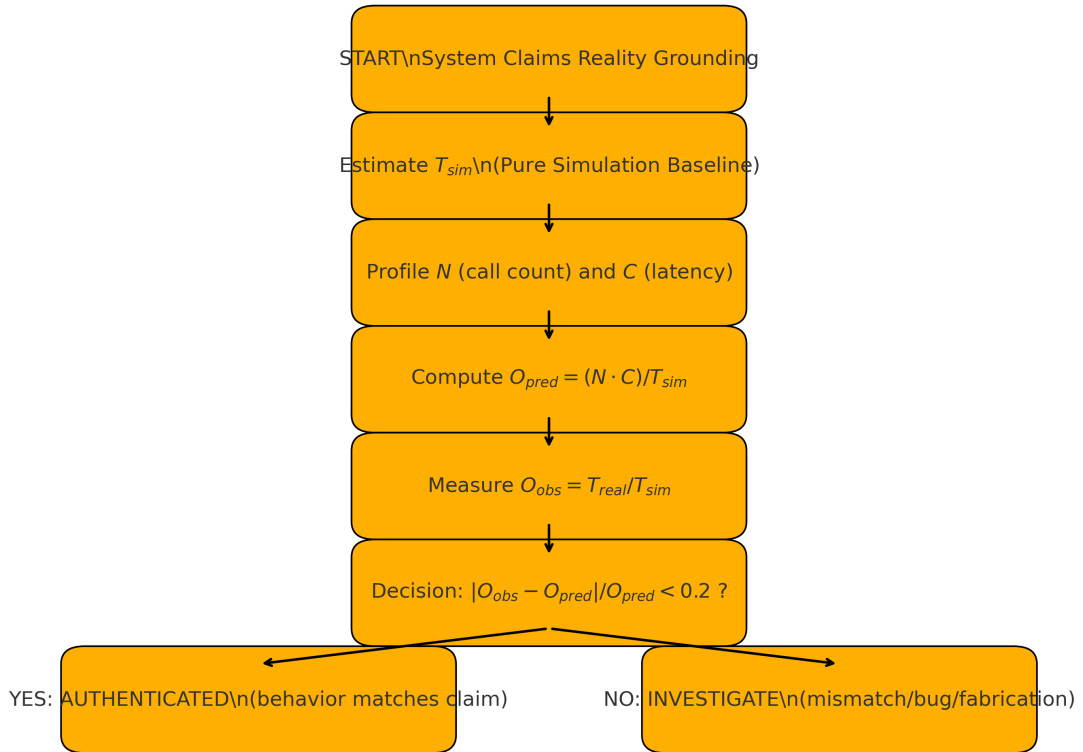 START\nSystem Claims Reality Grounding
Estimate T_sim\n(Pure Simulation Baseline)
Profile N (call count) and C (latency)
Compute O_pred = (N · C)/T_sim
Measure O_obs = T_real/T_sim
Decision: |O_obs − O_pred|/O_pred < 0.2 ?
YES: AUTHENTICATED\n(behavior matches claim)
NO: INVESTIGATE\n(mismatch/bug/fabrication)